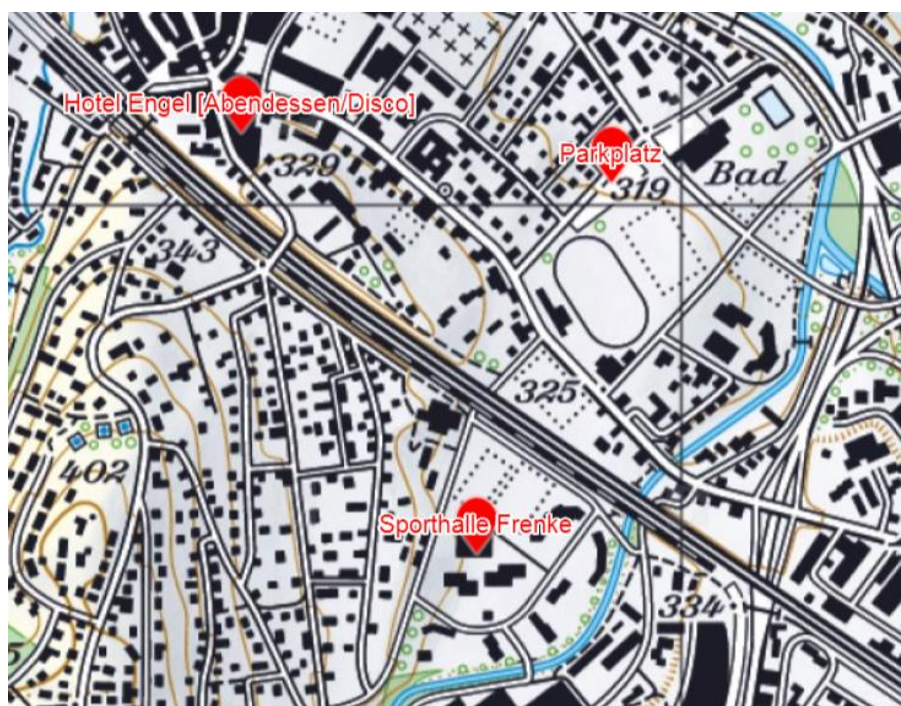 Hotel Engel [Abendessen/Disco]
Parkplatz
329
319
Bad
343
325
402
Sporthalle Frenke
334